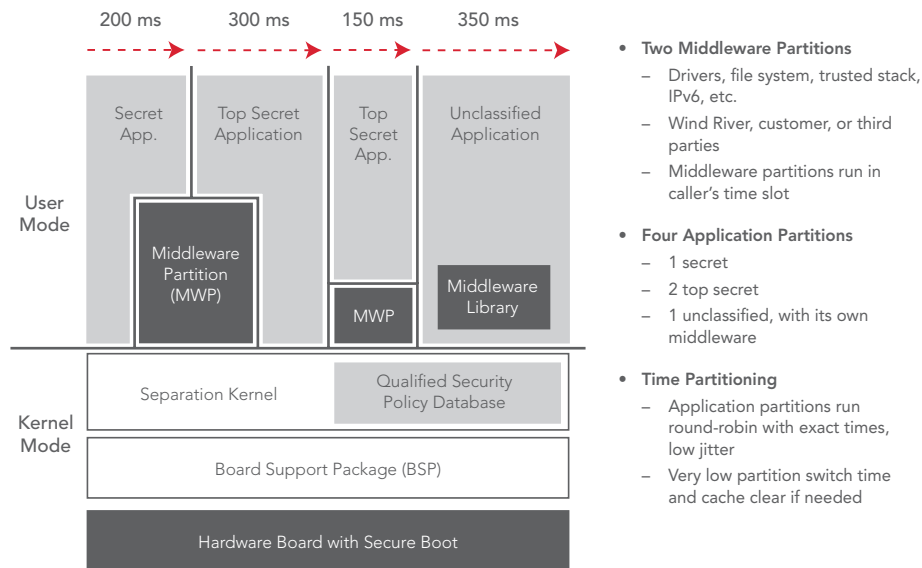 200 ms
300 ms
150 ms
350 ms
Secret
App.
Top Secret
Application
Top
Secret
App.
Unclassified
Application
User
Mode
Middleware
Partition
(MWP)
MWP
Middleware
Library
Kernel
Mode
Separation Kernel
Qualified Security
Policy Database
Board Support Package (BSP)
Hardware Board with Secure Boot
• Two Middleware Partitions
– Drivers, file system, trusted stack,
IPv6, etc.
– Wind River, customer, or third
parties
– Middleware partitions run in
caller’s time slot
• Four Application Partitions
– 1 secret
– 2 top secret
– 1 unclassified, with its own
middleware
• Time Partitioning
– Application partitions run
round-robin with exact times,
low jitter
– Very low partition switch time
and cache clear if needed